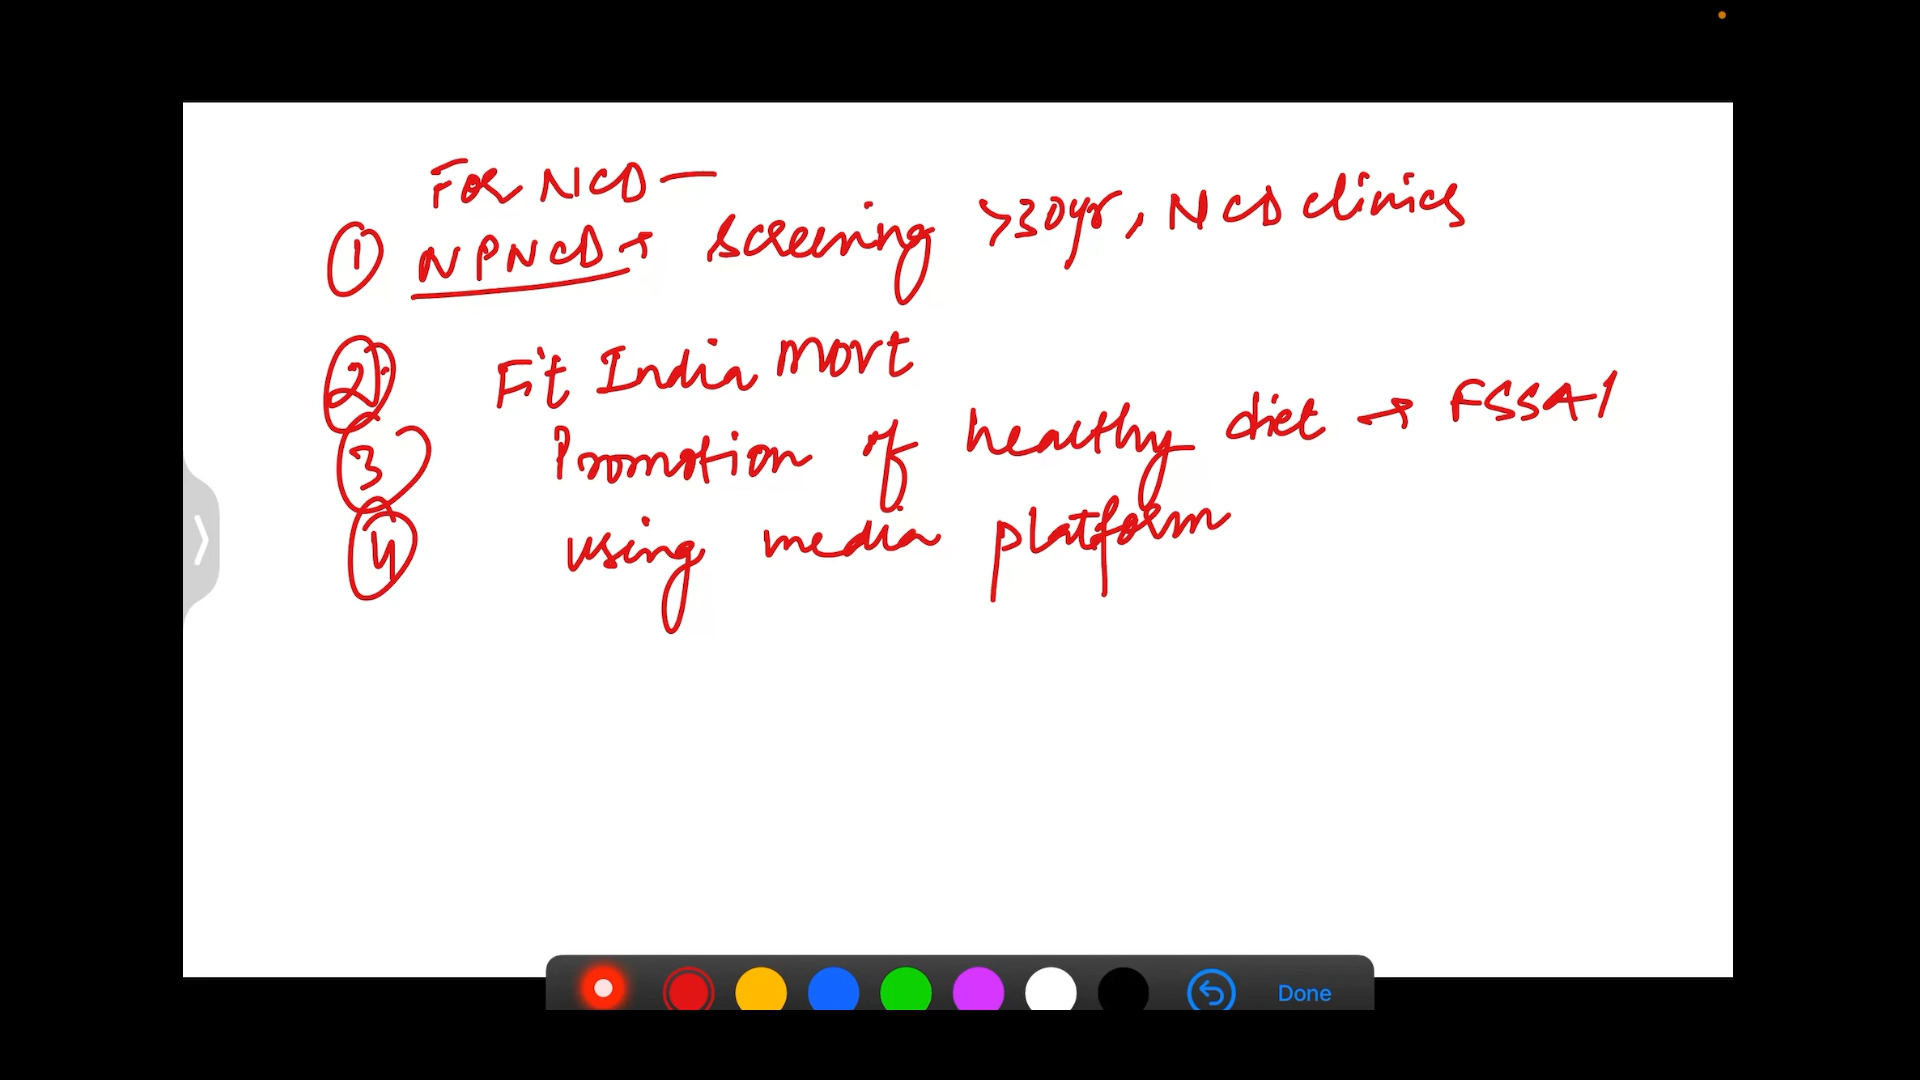 For NCD —
① NPNCD → screening >30yr, NCD clinics
② Fit India Movt
③ Promotion of healthy diet → FSSAI
④ using media platform
Done